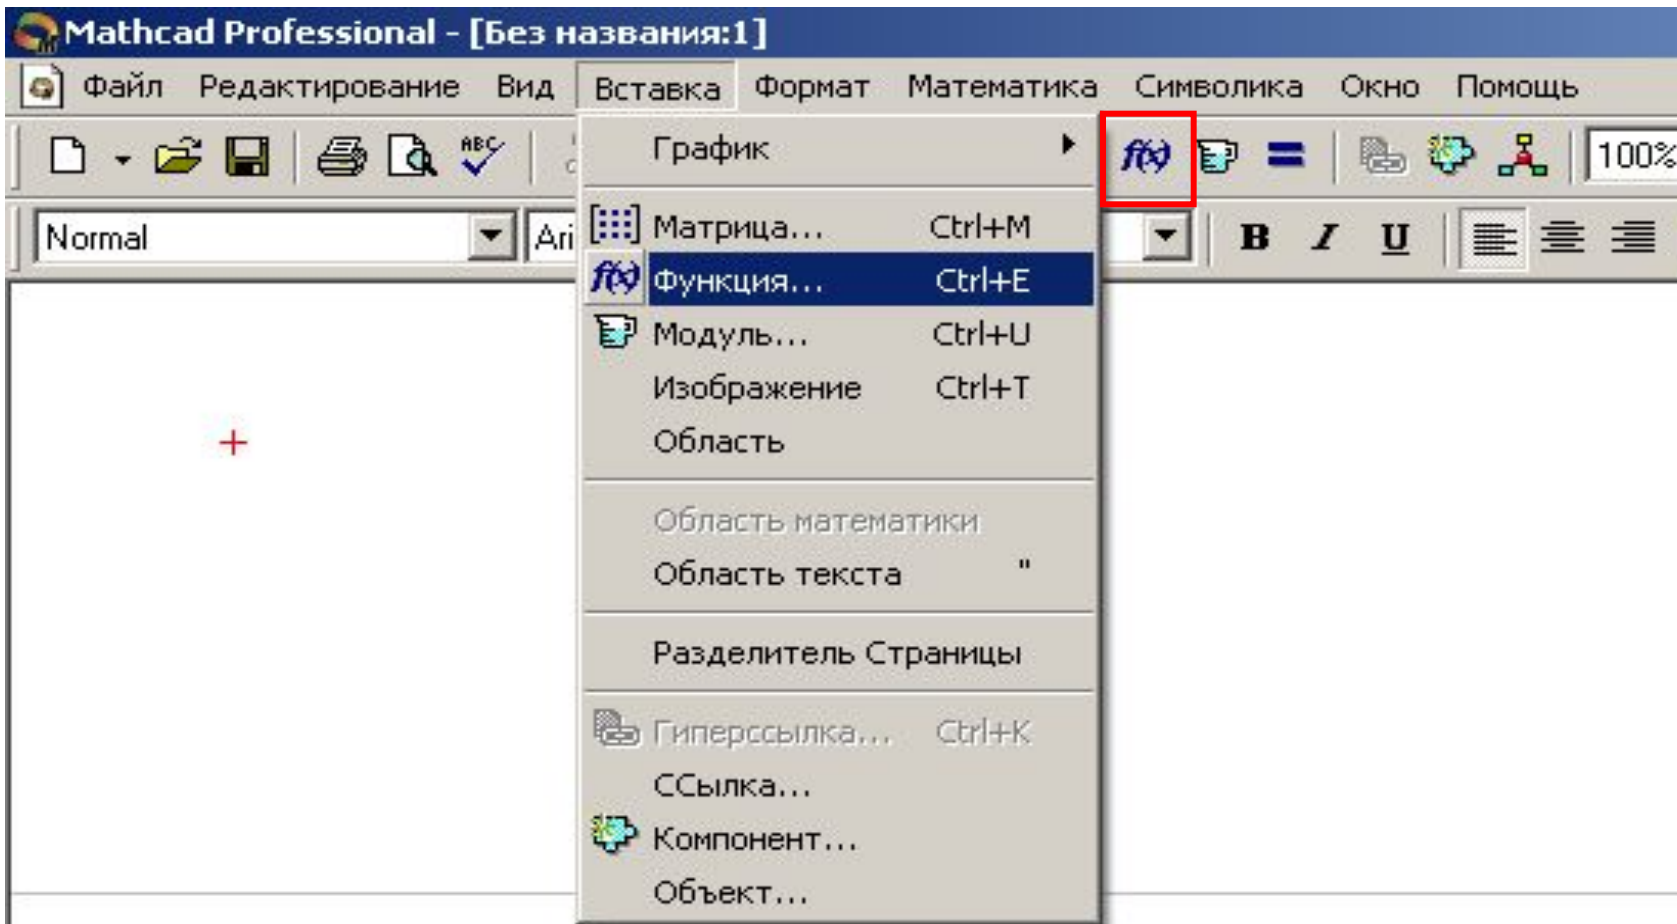 Mathcad Professional - [Без названия:1]
Файл Редактирование Вид Вставка Формат Математика Символика Окно Помощь
ABC f(x) 100%
Normal Ari B I U
График
Матрица... Ctrl+M
f(x) Функция... Ctrl+E
Модуль... Ctrl+U
Изображение Ctrl+T
Область
Область математики
Область текста "
Разделитель Страницы
Гиперссылка... Ctrl+K
ССылка...
Компонент...
Объект...